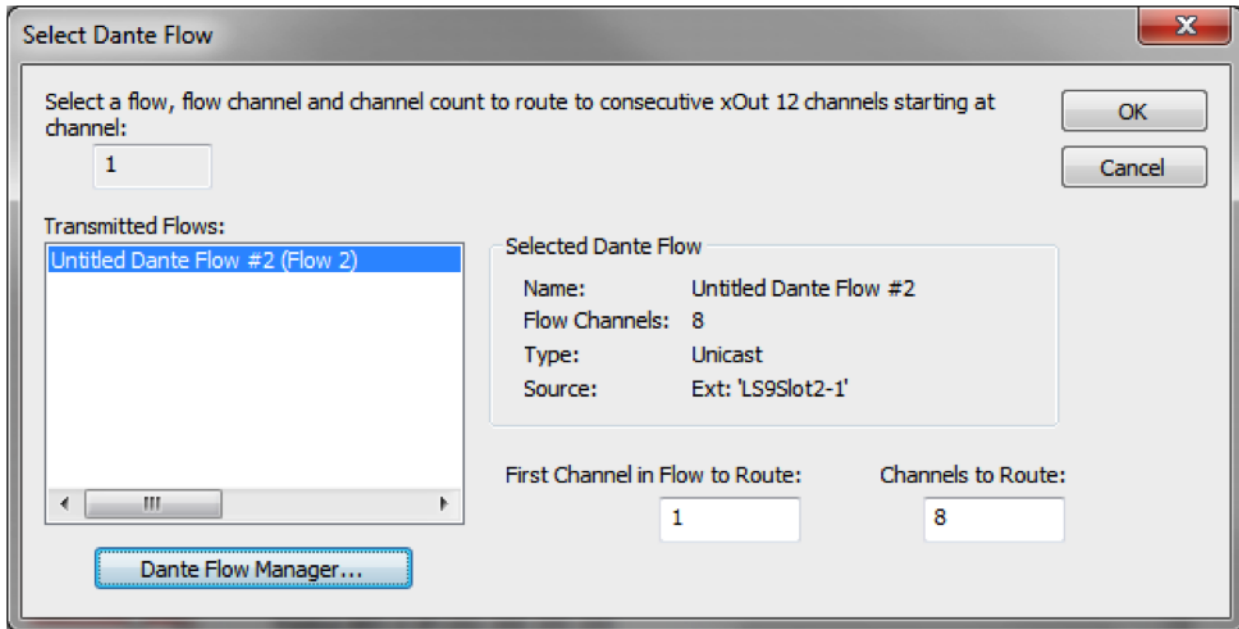 Select Dante Flow
Select a flow, flow channel and channel count to route to consecutive xOut 12 channels starting at
channel:
1
OK
Cancel
Transmitted Flows:
Untitled Dante Flow #2 (Flow 2)
Selected Dante Flow
Name: Untitled Dante Flow #2
Flow Channels: 8
Type: Unicast
Source: Ext: 'LS9Slot2-1'
First Channel in Flow to Route: Channels to Route:
1 8
Dante Flow Manager...